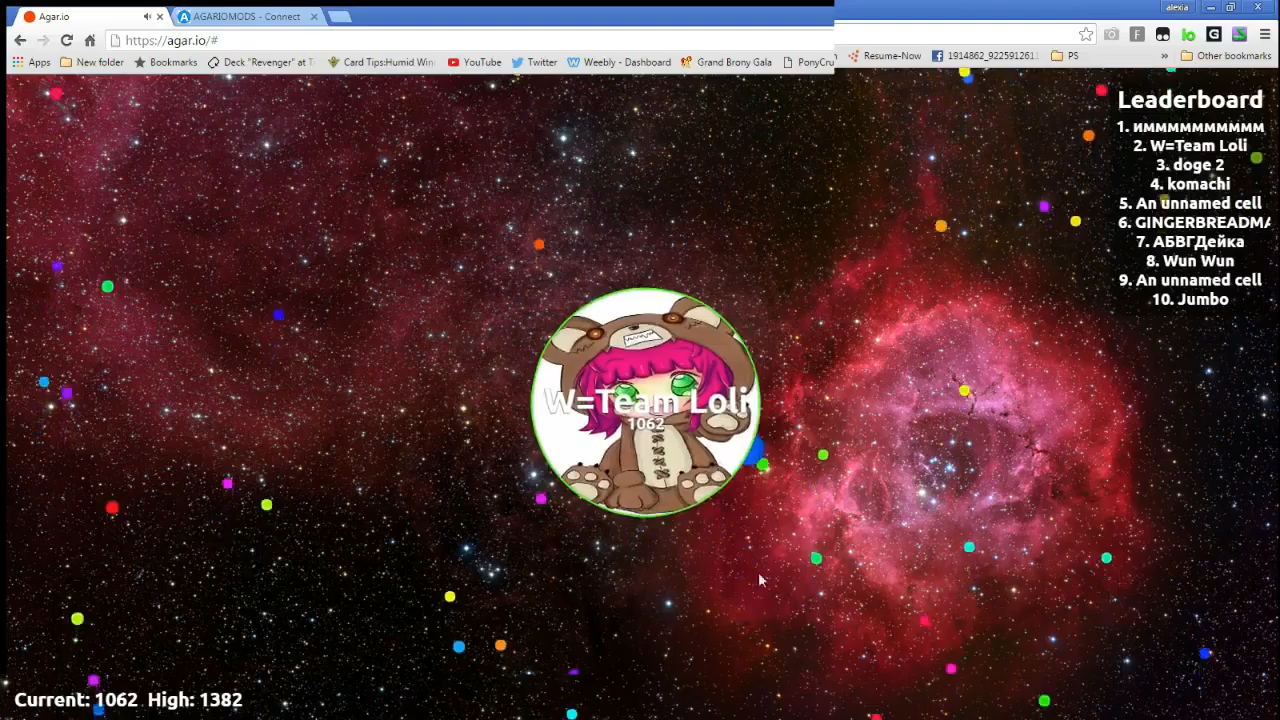 alexia
Agar.io
AGARIOMODS - Connect
https://agar.io/#
Apps
New folder
Bookmarks
Deck "Revenge!" at T
Card Tips:Humid Win
YouTube
Twitter
Weebly - Dashboard
Grand Brony Gala
PonyCru
Resume-Now
1914862_922591261
PS
»
Other bookmarks
Leaderboard
1. иммммммммммм
2. W=Team Loli
3. doge 2
4. komachi
5. An unnamed cell
6. GINGERBREADMA
7. АБВГДейка
8. Wun Wun
9. An unnamed cell
10. Jumbo
W=Team Loli
1062
Current: 1062 High: 1382